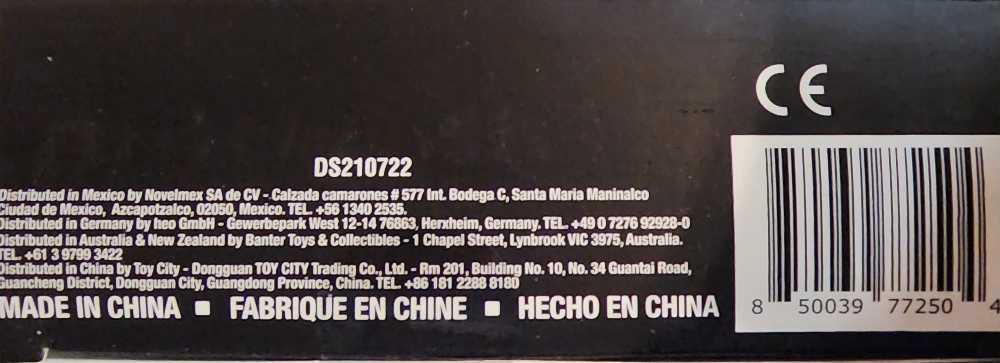 CE
DS210722
Distributed in Mexico by Novelmex SA de CV - Calzada camarones # 577 Int. Bodega C, Santa Maria Maninalco
Ciudad de Mexico, Azcapotzalco, 02050, Mexico. TEL. +56 1340 2535.
Distributed in Germany by heo GmbH - Gewerbepark West 12-14 76863, Herxheim, Germany. TEL. +49 0 7276 92928-0
Distributed in Australia & New Zealand by Banter Toys & Collectibles - 1 Chapel Street, Lynbrook VIC 3975, Australia.
TEL. +61 3 9799 3422
Distributed in China by Toy City - Dongguan TOY CITY Trading Co., Ltd. - Rm 201, Building No. 10, No. 34 Guantai Road,
Guancheng District, Dongguan City, Guangdong Province, China. TEL. +86 181 2288 8180
MADE IN CHINA ■ FABRIQUÉ EN CHINE ■ HECHO EN CHINA
8 50039 77250 4